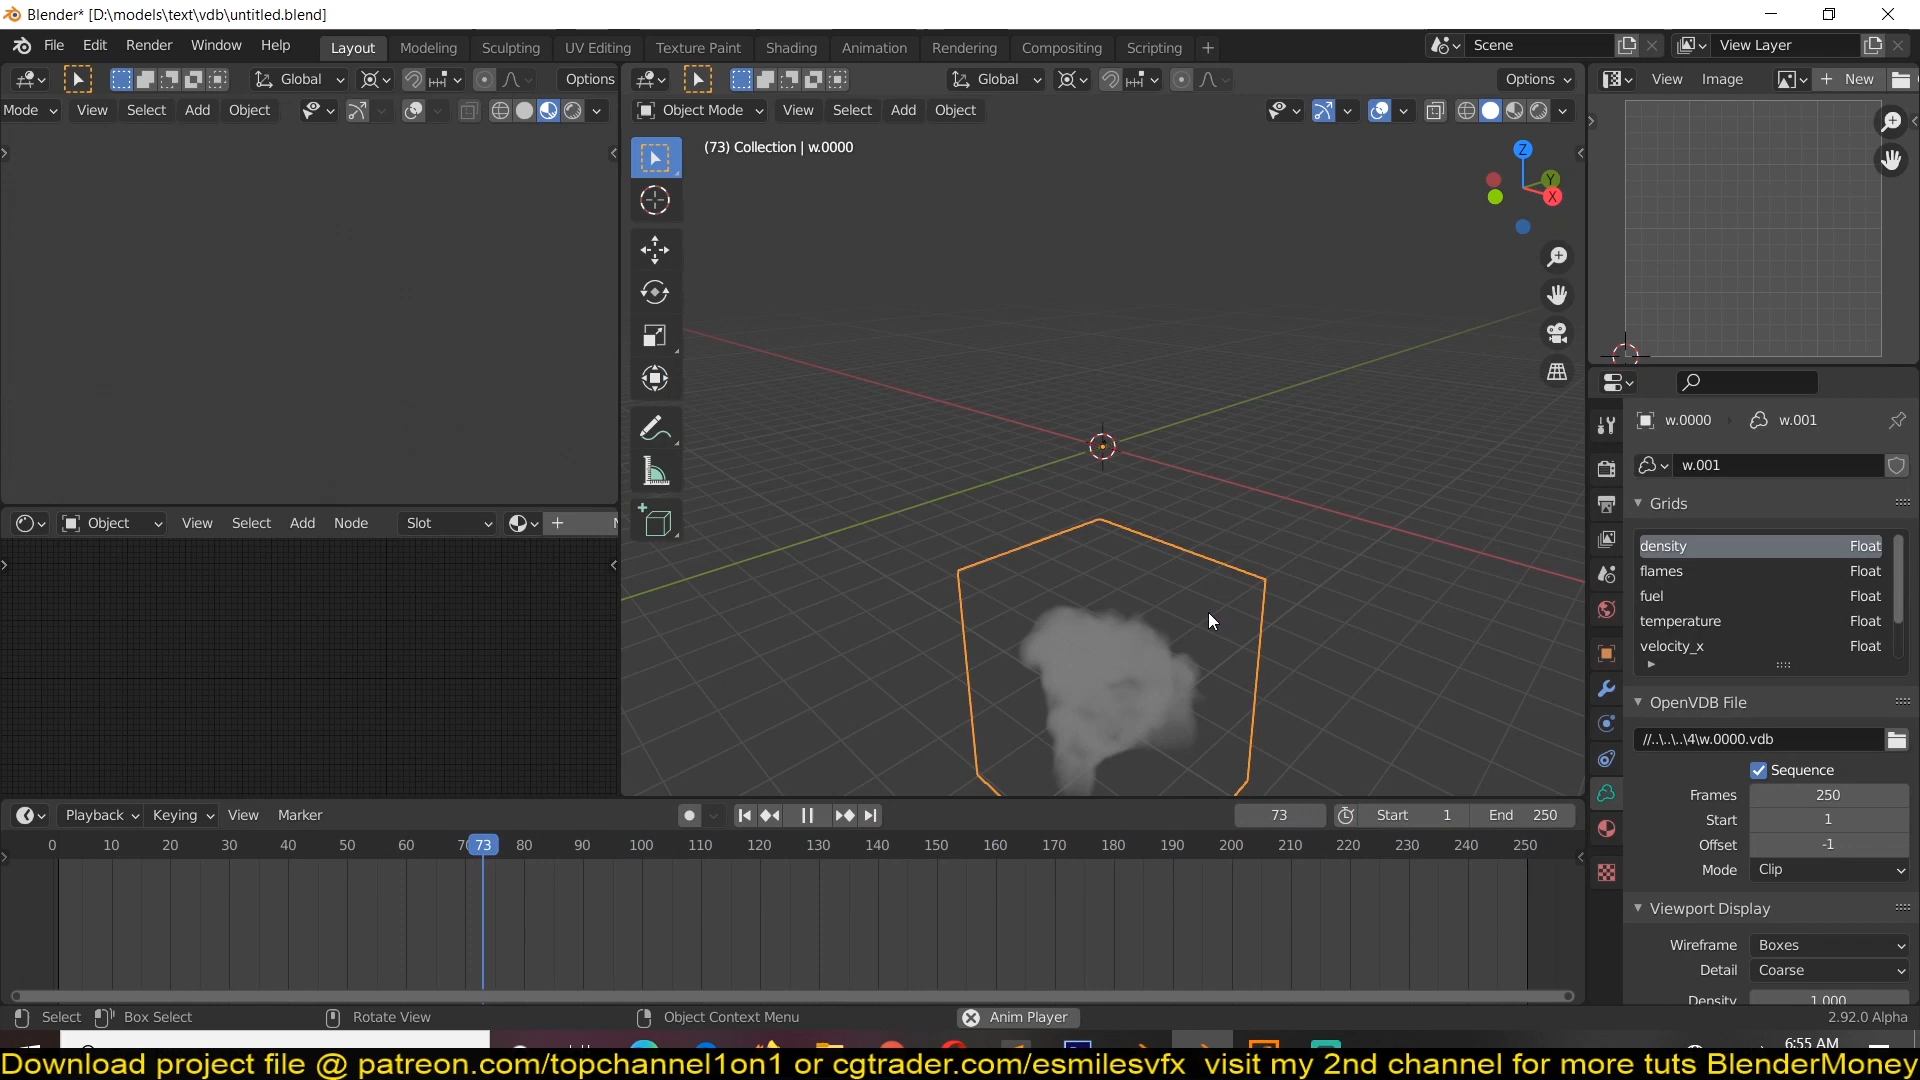 Blender* [D:\models\text\vdb\untitled.blend]
File Edit Render Window Help Layout Modeling Sculpting UV Editing Texture Paint Shading Animation Rendering Compositing Scripting + Scene View Layer
Global Options Global Options View Image New
Mode View Select Add Object Object Mode View Select Add Object
(73) Collection | w.0000
Z
Y
X
w.0000 w.001
w.001
Grids
density Float
flames Float
fuel Float
temperature Float
velocity_x Float
Object View Select Add Node Slot
OpenVDB File
//..\..\..\4\w.0000.vdb
Sequence
Frames 250
Start 1
Offset -1
Mode Clip
Viewport Display
Wireframe Boxes
Detail Coarse
Density 1.000
Playback Keying View Marker 73 Start 1 End 250
0 10 20 30 40 50 60 73 80 90 100 110 120 130 140 150 160 170 180 190 200 210 220 230 240 250
Select Box Select Rotate View Object Context Menu Anim Player 2.92.0 Alpha
6:55 AM
Download project file @ patreon.com/topchannel1on1 or cgtrader.com/esmilesvfx visit my 2nd channel for more tuts BlenderMoney